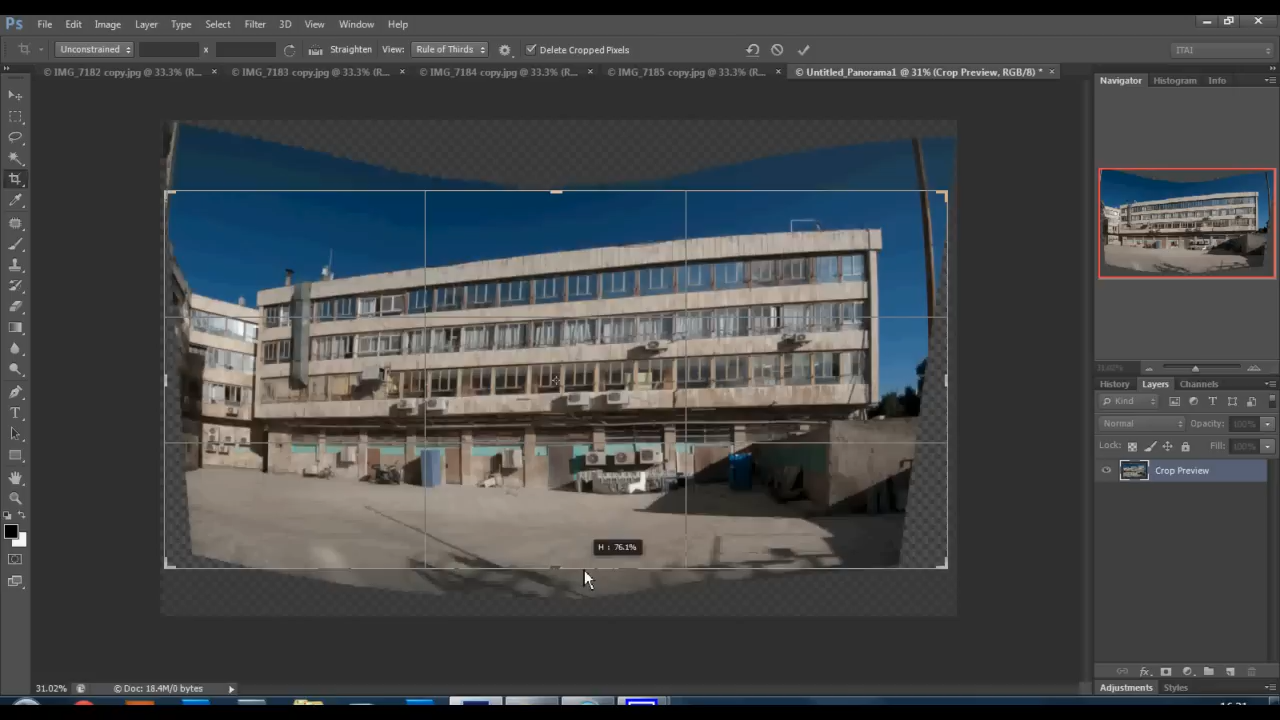 Ps File Edit Image Layer Type Select Filter 3D View Window Help
Unconstrained x Straighten View: Rule of Thirds Delete Cropped Pixels ITAI
© IMG_7182 copy.jpg @ 33.3% (R... × © IMG_7183 copy.jpg @ 33.3% (R... × © IMG_7184 copy.jpg @ 33.3% (R... × © IMG_7185 copy.jpg @ 33.3% (R... × © Untitled_Panorama1 @ 31% (Crop Preview, RGB/8) * ×
Navigator Histogram Info
History Layers Channels
Kind
Normal Opacity: 100%
Lock: Fill: 100%
Crop Preview
H : 76.1%
31.02% © Doc: 18.4M/0 bytes
Adjustments Styles